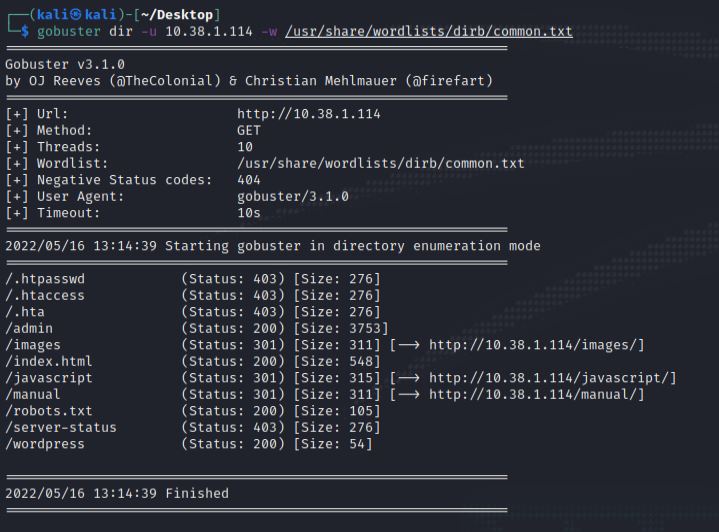 ┌──(kali㉿kali)-[~/Desktop]
└─$ gobuster dir -u 10.38.1.114 -w /usr/share/wordlists/dirb/common.txt
===============================================================
Gobuster v3.1.0
by OJ Reeves (@TheColonial) & Christian Mehlmauer (@firefart)
===============================================================
[+] Url:                     http://10.38.1.114
[+] Method:                  GET
[+] Threads:                 10
[+] Wordlist:                /usr/share/wordlists/dirb/common.txt
[+] Negative Status codes:   404
[+] User Agent:              gobuster/3.1.0
[+] Timeout:                 10s
===============================================================
2022/05/16 13:14:39 Starting gobuster in directory enumeration mode
===============================================================
/.htpasswd            (Status: 403) [Size: 276]
/.htaccess            (Status: 403) [Size: 276]
/.hta                 (Status: 403) [Size: 276]
/admin                (Status: 200) [Size: 3753]
/images               (Status: 301) [Size: 311] [--> http://10.38.1.114/images/]
/index.html           (Status: 200) [Size: 548]
/javascript           (Status: 301) [Size: 315] [--> http://10.38.1.114/javascript/]
/manual               (Status: 301) [Size: 311] [--> http://10.38.1.114/manual/]
/robots.txt           (Status: 200) [Size: 105]
/server-status        (Status: 403) [Size: 276]
/wordpress            (Status: 200) [Size: 54]
===============================================================
2022/05/16 13:14:39 Finished
===============================================================